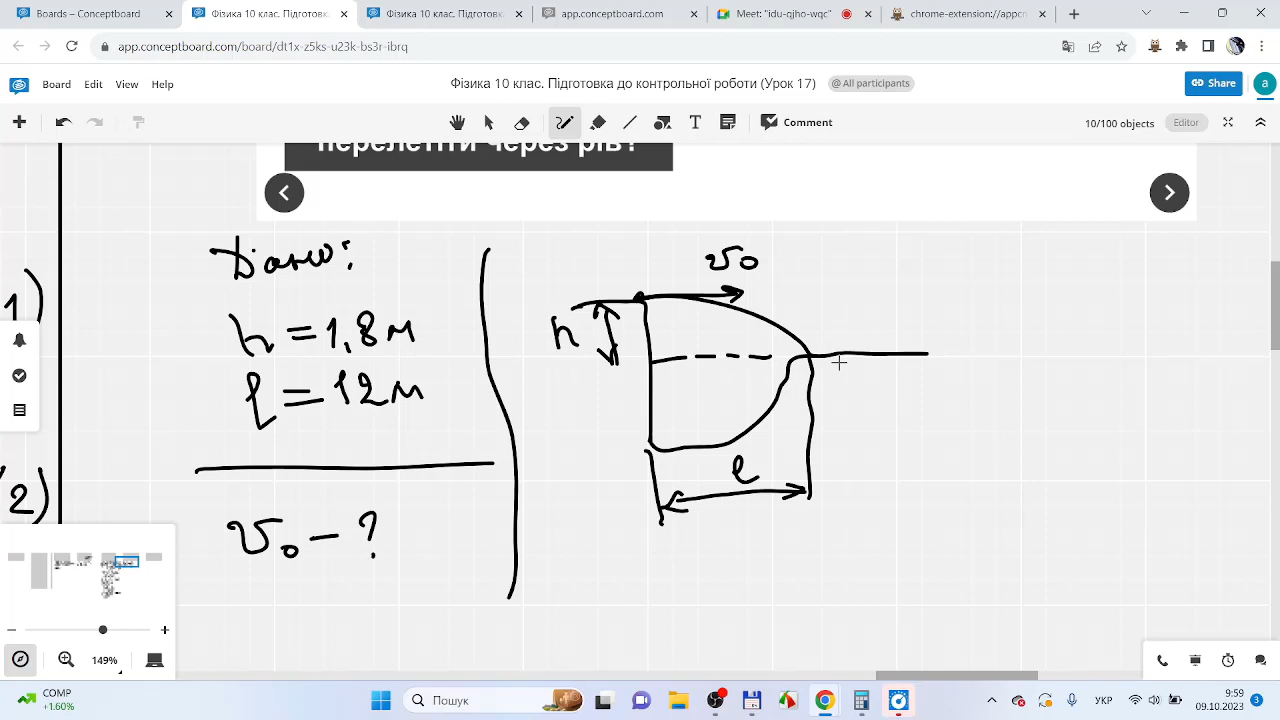 Boards – Conceptboard
Фізика 10 клас. Підготовк
Фізика 10 клас. Підготовк
app.conceptboard.com
Meet: "idu-qjho-wqc"
chrome-extension://appcn
app.conceptboard.com/board/dt1x-z5ks-u23k-bs3r-ibrq
Board Edit View Help
Фізика 10 клас. Підготовка до контрольної роботи (Урок 17)
@ All participants
Share
a
T
Comment
10/100 objects
Editor
перелетіти через рів?
Дано:
h = 1,8 м
l = 12 м
v₀ – ?
v₀
h
l
1)
(2)
149%
COMP
+1.60%
Пошук
УКР
9:59
09.10.2023
3